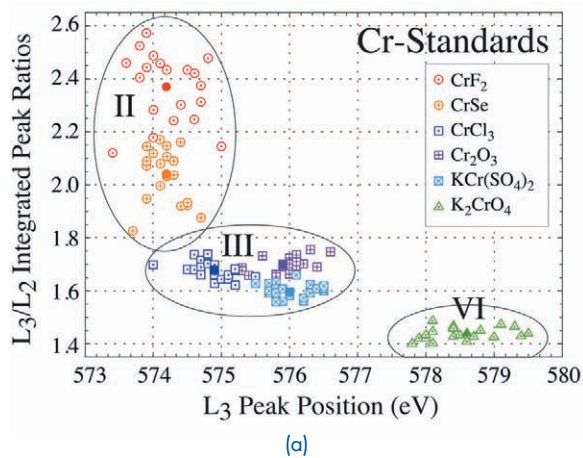 Cr-Standards
2.6
2.4
2.2
2.0
1.8
1.6
1.4
L₃/L₂ Integrated Peak Ratios
II
III
VI
CrF₂
CrSe
CrCl₃
Cr₂O₃
KCr(SO₄)₂
K₂CrO₄
573 574 575 576 577 578 579 580
L₃ Peak Position (eV)
(a)